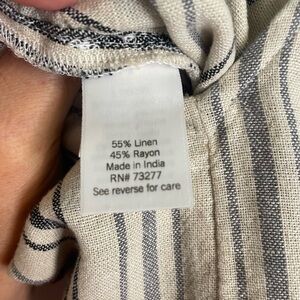 55% Linen
45% Rayon
Made in India
RN# 73277
See reverse for care